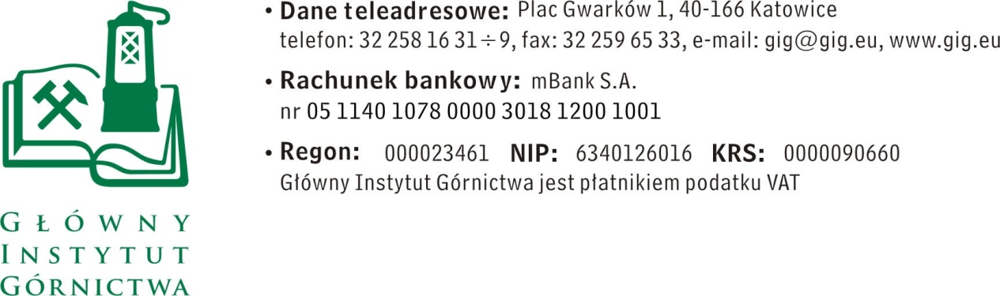 • Dane teleadresowe: Plac Gwarków 1, 40-166 Katowice
telefon: 32 258 16 31÷9, fax: 32 259 65 33, e-mail: gig@gig.eu, www.gig.eu
• Rachunek bankowy: mBank S.A.
nr 05 1140 1078 0000 3018 1200 1001
• Regon: 000023461 NIP: 6340126016 KRS: 0000090660
Główny Instytut Górnictwa jest płatnikiem podatku VAT
GŁÓWNY
INSTYTUT
GÓRNICTWA